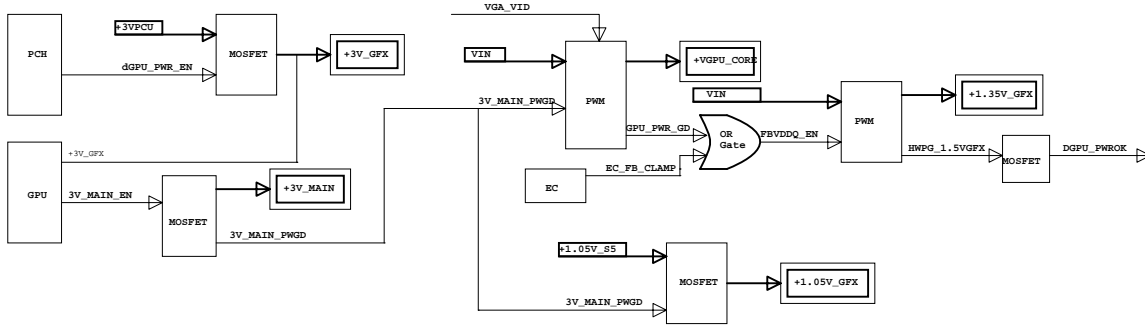 VGA_VID
+3VPCU
PCH
MOSFET
+3V_GFX
VIN
+VGPU_CORE
dGPU_PWR_EN
VIN
+1.35V_GFX
3V_MAIN_PWGD
PWM
PWM
GPU_PWR_GD
OR
Gate
FBVDDQ_EN
+3V_GFX
HWPG_1.5VGFX
MOSFET
DGPU_PWROK
EC_FB_CLAMP
GPU
3V_MAIN_EN
+3V_MAIN
EC
MOSFET
3V_MAIN_PWGD
+1.05V_S5
MOSFET
+1.05V_GFX
3V_MAIN_PWGD